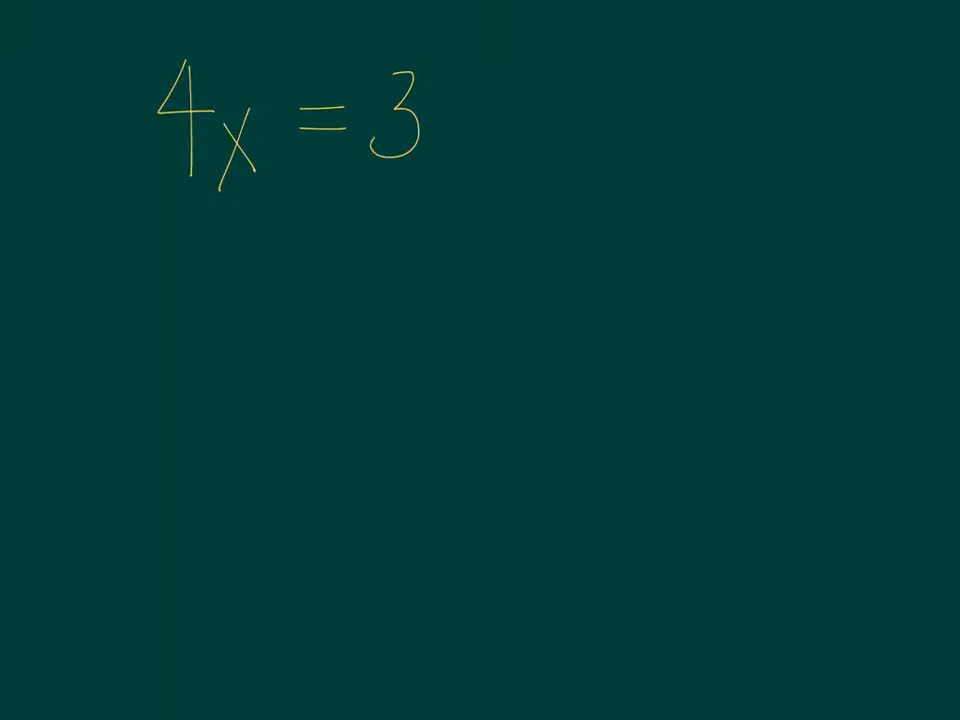 4x = 3